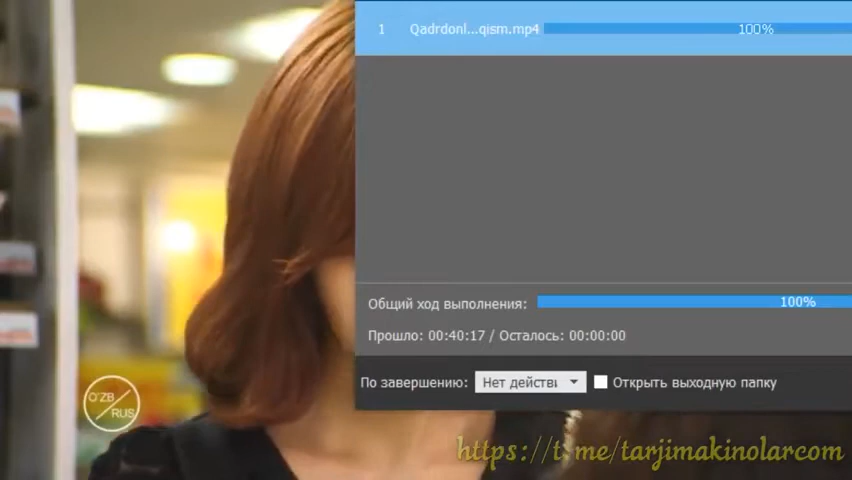 1 Qadrdonl...qism.mp4 100%
Общий ход выполнения: 100%
Прошло: 00:40:17 / Осталось: 00:00:00
По завершению: Нет действи Открыть выходную папку
O'ZB
RUS
https://t.me/tarjimakinolarcom